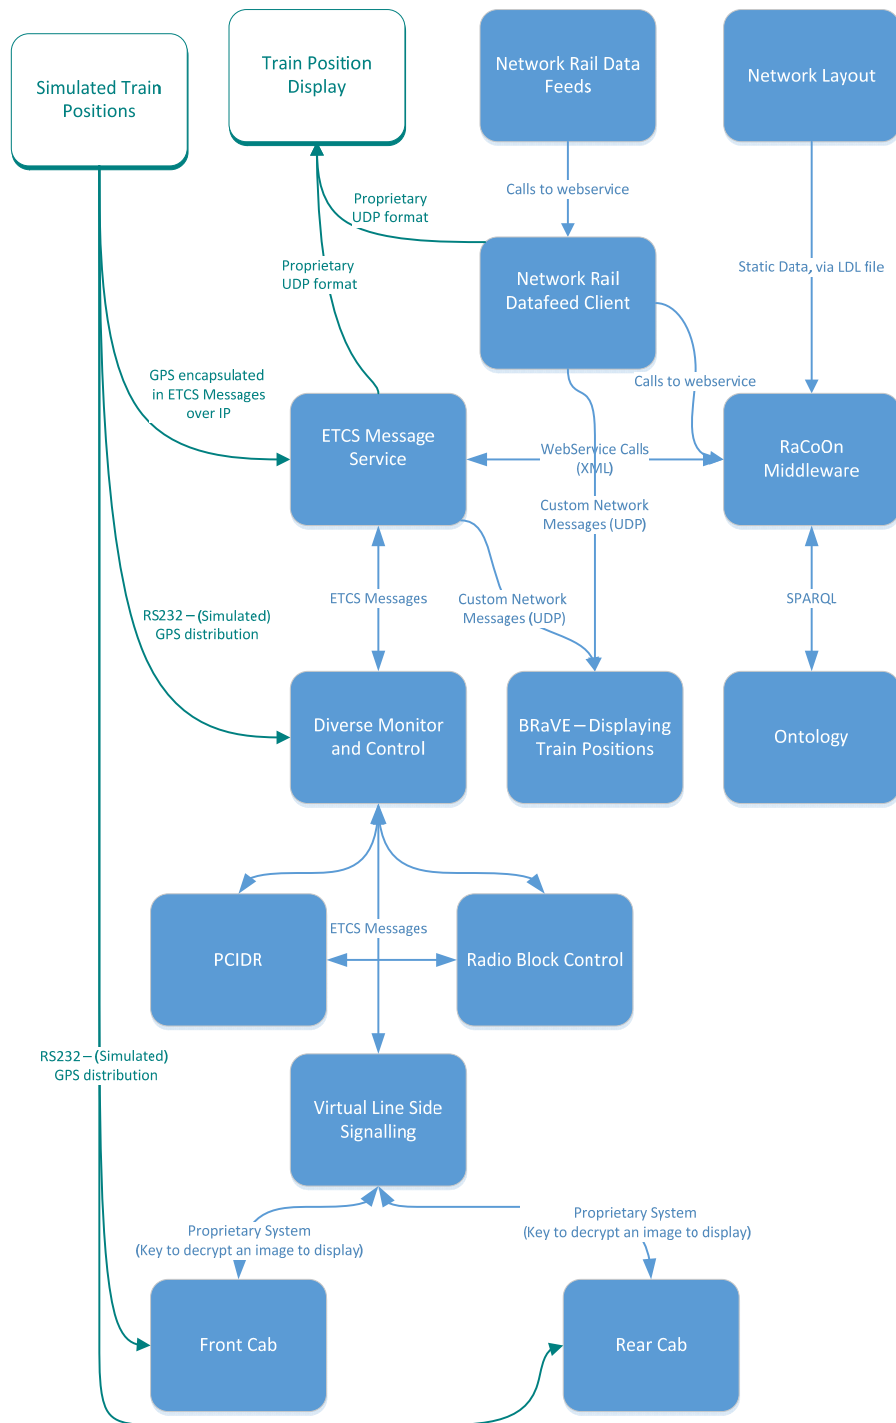 Simulated Train
Positions
Train Position
Display
Network Rail Data
Feeds
Network Layout
Calls to webservice
Proprietary
UDP format
Proprietary
UDP format
Network Rail
Datafeed Client
Static Data, via LDL file
GPS encapsulated
in ETCS Messages
over IP
Calls to webservice
ETCS Message
Service
WebService Calls
(XML)
RaCoOn
Middleware
Custom Network
Messages (UDP)
ETCS Messages
Custom Network
Messages (UDP)
SPARQL
RS232 – (Simulated)
GPS distribution
Diverse Monitor
and Control
BRaVE – Displaying
Train Positions
Ontology
ETCS Messages
PCIDR
Radio Block Control
RS232 – (Simulated)
GPS distribution
Virtual Line Side
Signalling
Proprietary System
(Key to decrypt an image to display)
Proprietary System
(Key to decrypt an image to display)
Front Cab
Rear Cab